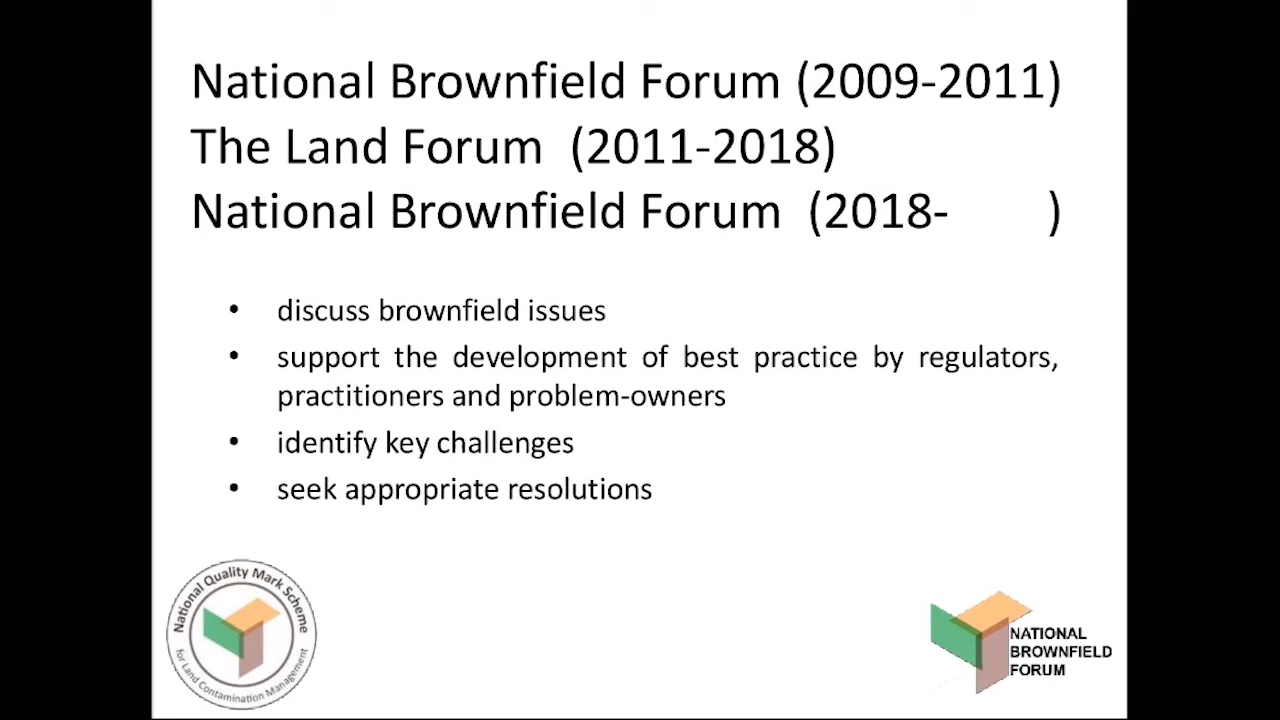 National Brownfield Forum (2009-2011)
The Land Forum (2011-2018)
National Brownfield Forum (2018- )
• discuss brownfield issues
• support the development of best practice by regulators,
practitioners and problem-owners
• identify key challenges
• seek appropriate resolutions
National Quality Mark Scheme
for Land Contamination Management
NATIONAL
BROWNFIELD
FORUM